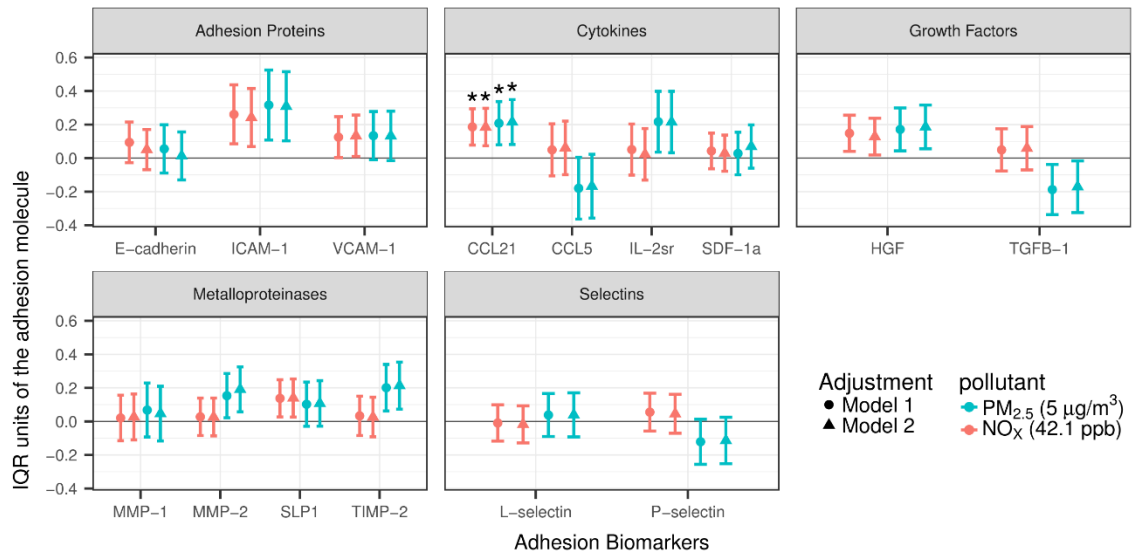 Adhesion Proteins
Cytokines
Growth Factors
IQR units of the adhesion molecule
0.6
0.4
0.2
0.0
−0.2
−0.4
** **
E−cadherin ICAM−1 VCAM−1
CCL21 CCL5 IL−2sr SDF−1a
HGF TGFB−1
Metalloproteinases
Selectins
0.6
0.4
0.2
0.0
−0.2
−0.4
MMP−1 MMP−2 SLP1 TIMP−2
L−selectin P−selectin
Adhesion Biomarkers
Adjustment
Model 1
Model 2
pollutant
PM2.5 (5 μg/m³)
NOX (42.1 ppb)